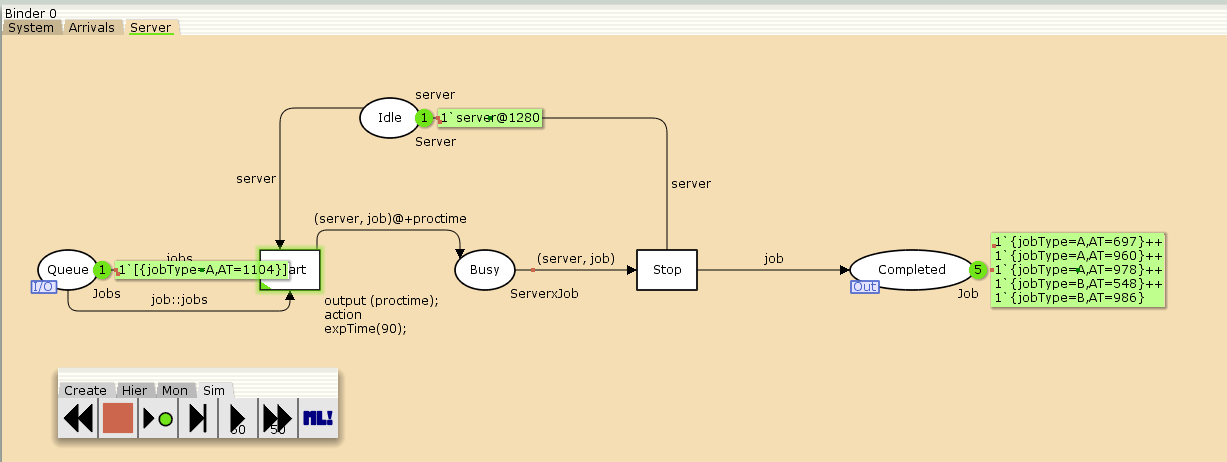 Binder 0
System Arrivals Server
server
Idle 1 1`server@1280
Server
server
server
(server, job)@+proctime
jobs
Queue 1 1`[{jobType=A,AT=1104}] art
I/O
Jobs
job::jobs
output (proctime);
action
expTime(90);
Busy
ServerxJob
(server, job)
Stop
job
Completed 5
Out
Job
1`{jobType=A,AT=697}++
1`{jobType=A,AT=960}++
1`{jobType=A,AT=978}++
1`{jobType=B,AT=548}++
1`{jobType=B,AT=986}
Create Hier Mon Sim
50 ML!